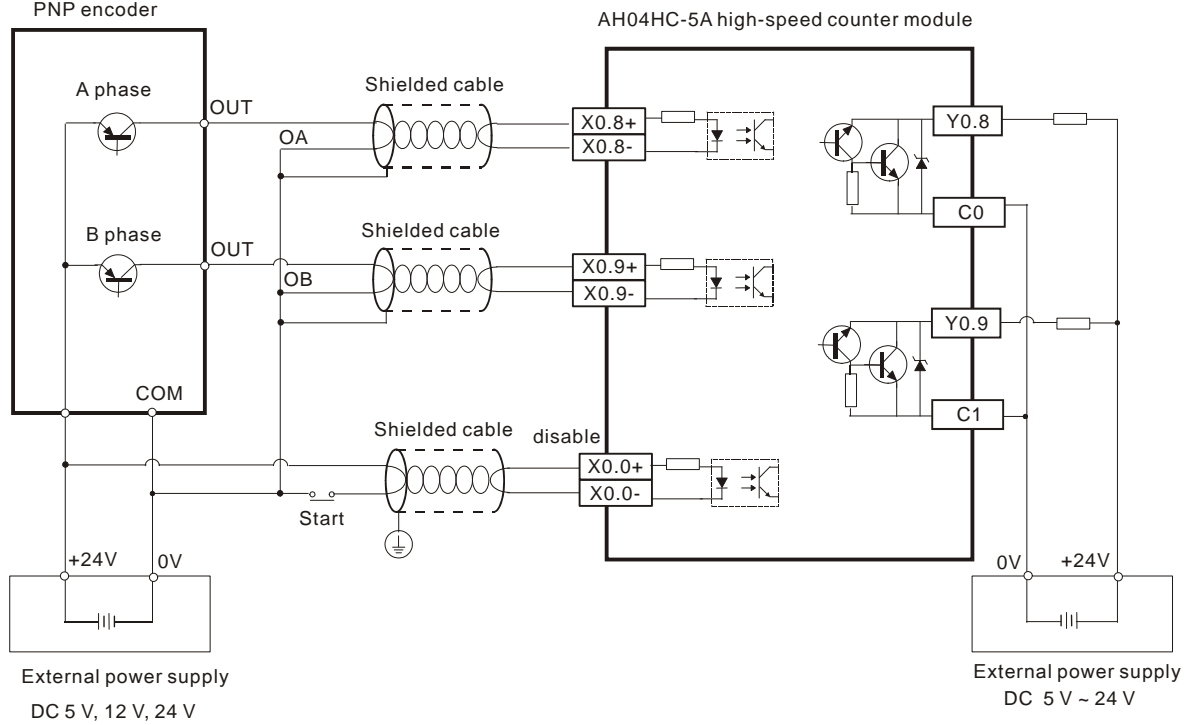 PNP encoder
AH04HC-5A high-speed counter module
A phase
OUT
Shielded cable
OA
X0.8+
X0.8-
Y0.8
C0
B phase
OUT
Shielded cable
OB
X0.9+
X0.9-
Y0.9
C1
COM
Shielded cable
disable
X0.0+
X0.0-
Start
+24V
0V
0V
+24V
External power supply
DC 5 V, 12 V, 24 V
External power supply
DC 5 V ~ 24 V